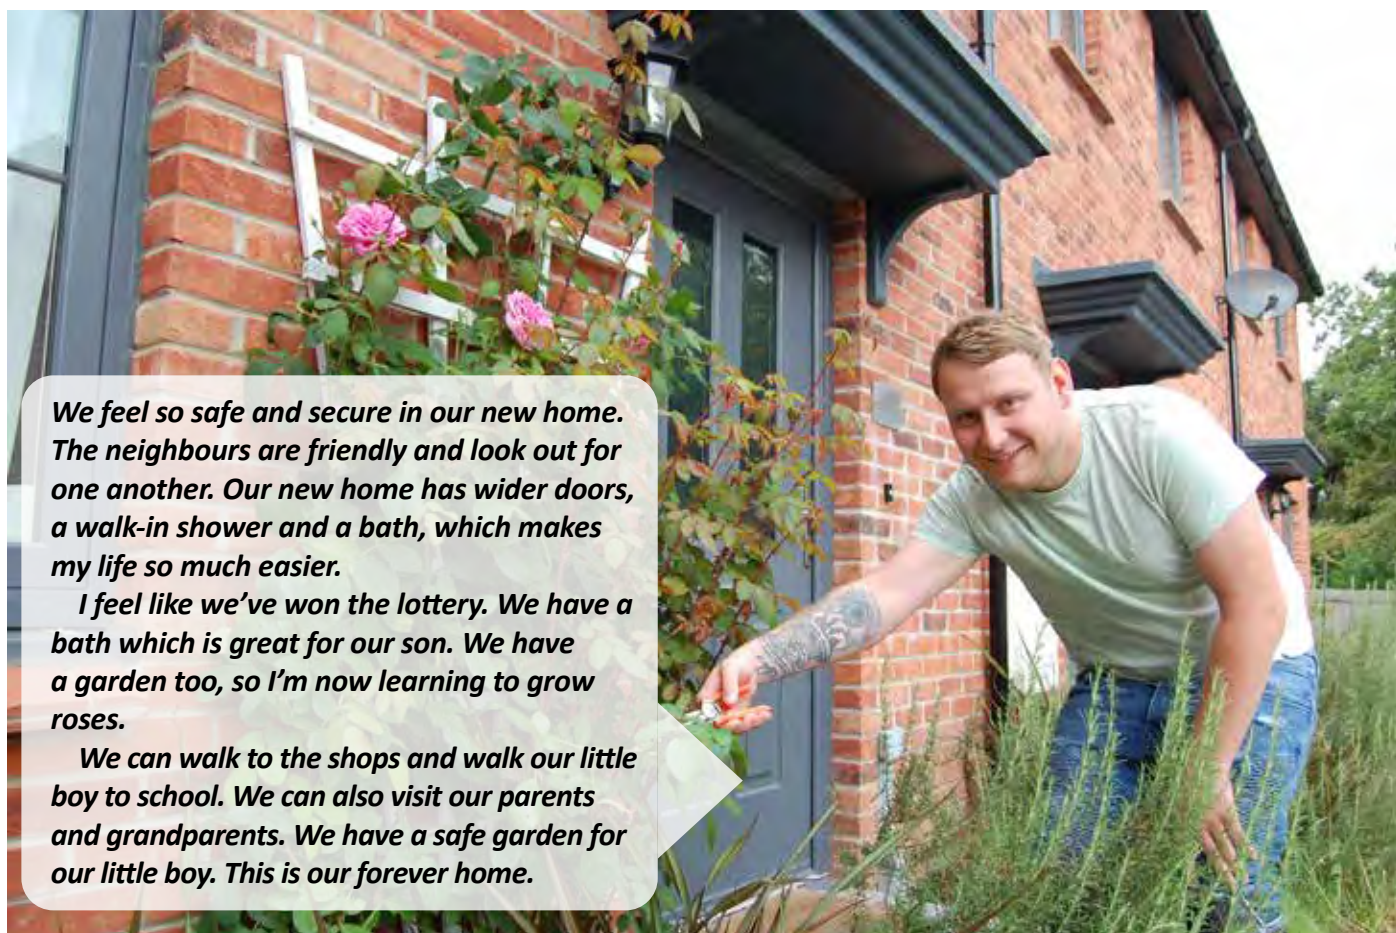 We feel so safe and secure in our new home.
The neighbours are friendly and look out for
one another. Our new home has wider doors,
a walk-in shower and a bath, which makes
my life so much easier.
I feel like we’ve won the lottery. We have a
bath which is great for our son. We have
a garden too, so I’m now learning to grow
roses.
We can walk to the shops and walk our little
boy to school. We can also visit our parents
and grandparents. We have a safe garden for
our little boy. This is our forever home.